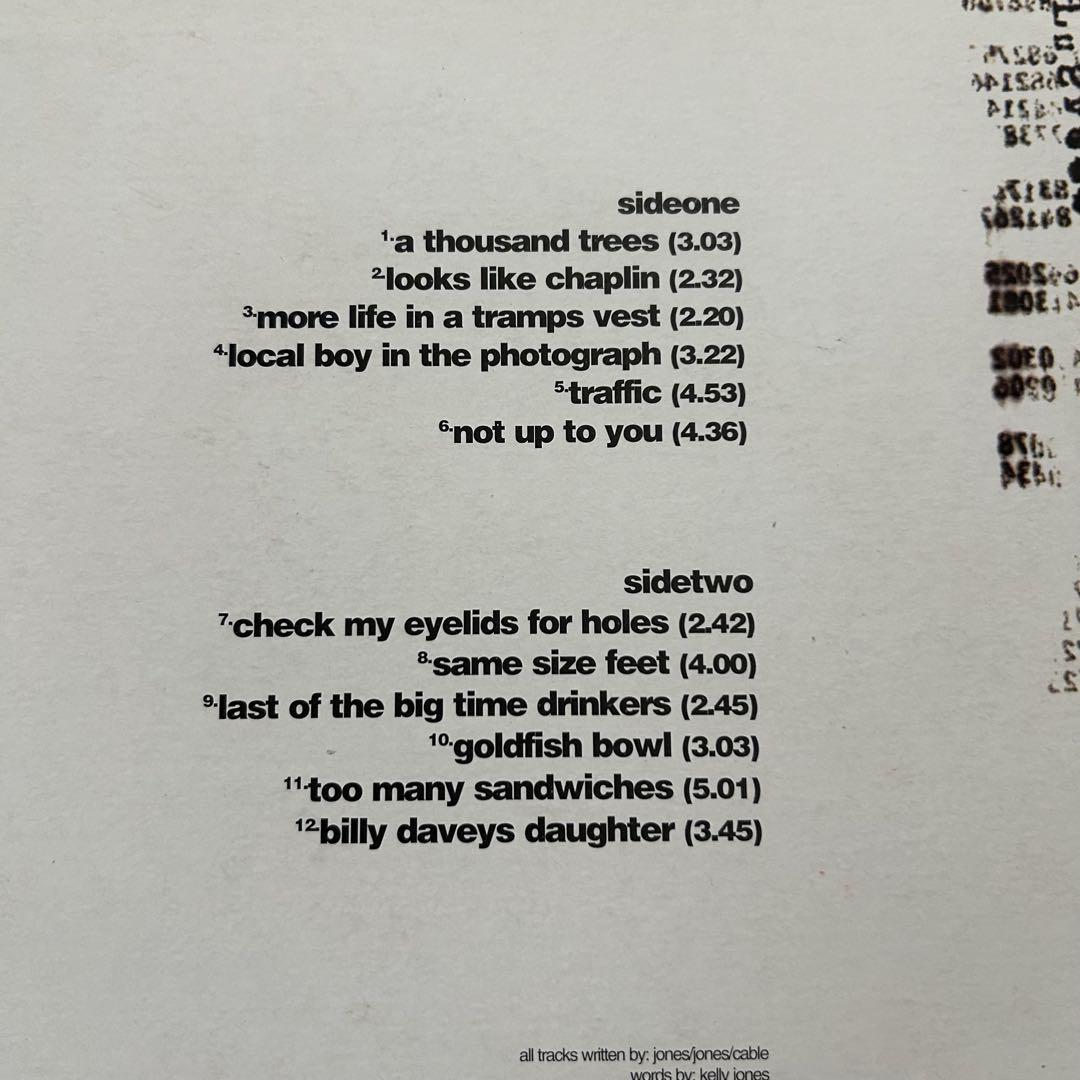 sideone
1.a thousand trees (3.03)
2.looks like chaplin (2.32)
3.more life in a tramps vest (2.20)
4.local boy in the photograph (3.22)
5.traffic (4.53)
6.not up to you (4.36)
sidetwo
7.check my eyelids for holes (2.42)
8.same size feet (4.00)
9.last of the big time drinkers (2.45)
10.goldfish bowl (3.03)
11.too many sandwiches (5.01)
12.billy daveys daughter (3.45)
all tracks written by: jones/jones/cable
words by: kelly jones